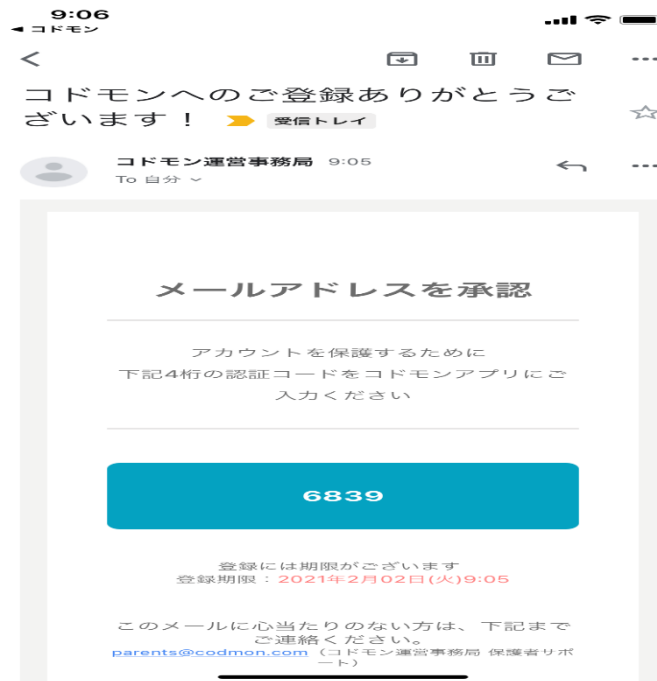 9:06
◀ コドモン
コドモンへのご登録ありがとうご
ざいます！ 受信トレイ
コドモン運営事務局 9:05
To 自分
メールアドレスを承認
アカウントを保護するために
下記4桁の認証コードをコドモンアプリにご
入力ください
6839
登録には期限がございます
登録期限：2021年2月02日(火)9:05
このメールに心当たりのない方は、下記まで
ご連絡ください。
parents@codmon.com（コドモン運営事務局 保護者サポ
ート）